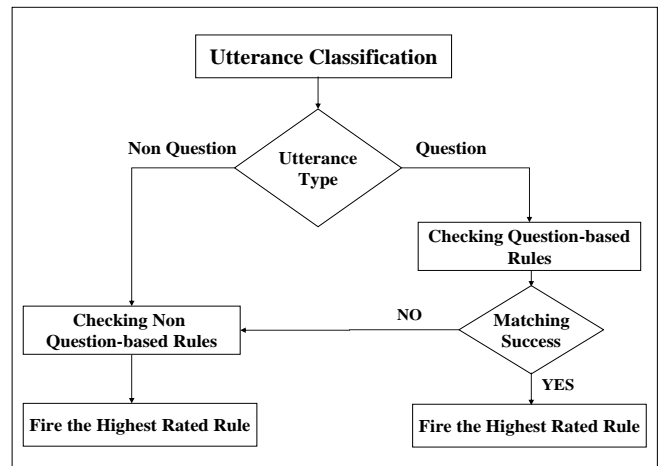 Utterance Classification
Non Question
Question
Utterance
Type
Checking Question-based
Rules
Checking Non
Question-based Rules
NO
Matching
Success
YES
Fire the Highest Rated Rule
Fire the Highest Rated Rule